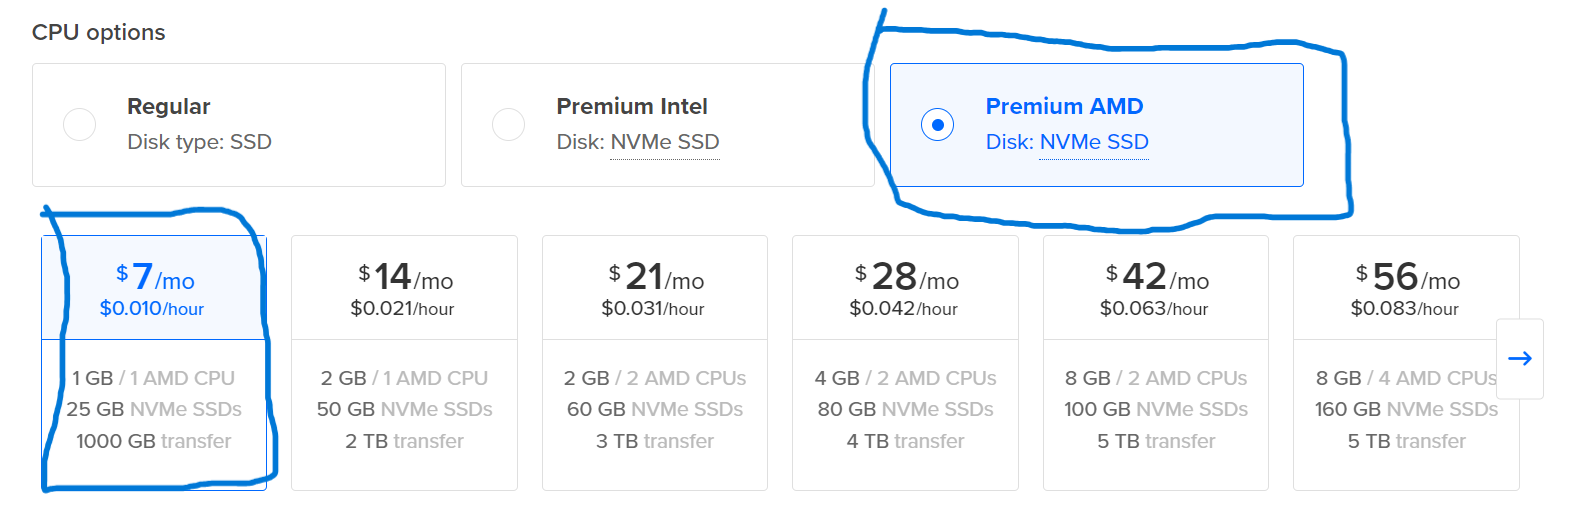 CPU options
Regular
Disk type: SSD
Premium Intel
Disk: NVMe SSD
Premium AMD
Disk: NVMe SSD
$7/mo
$0.010/hour
1 GB / 1 AMD CPU
25 GB NVMe SSDs
1000 GB transfer
$14/mo
$0.021/hour
2 GB / 1 AMD CPU
50 GB NVMe SSDs
2 TB transfer
$21/mo
$0.031/hour
2 GB / 2 AMD CPUs
60 GB NVMe SSDs
3 TB transfer
$28/mo
$0.042/hour
4 GB / 2 AMD CPUs
80 GB NVMe SSDs
4 TB transfer
$42/mo
$0.063/hour
8 GB / 2 AMD CPUs
100 GB NVMe SSDs
5 TB transfer
$56/mo
$0.083/hour
8 GB / 4 AMD CPUs
160 GB NVMe SSDs
5 TB transfer